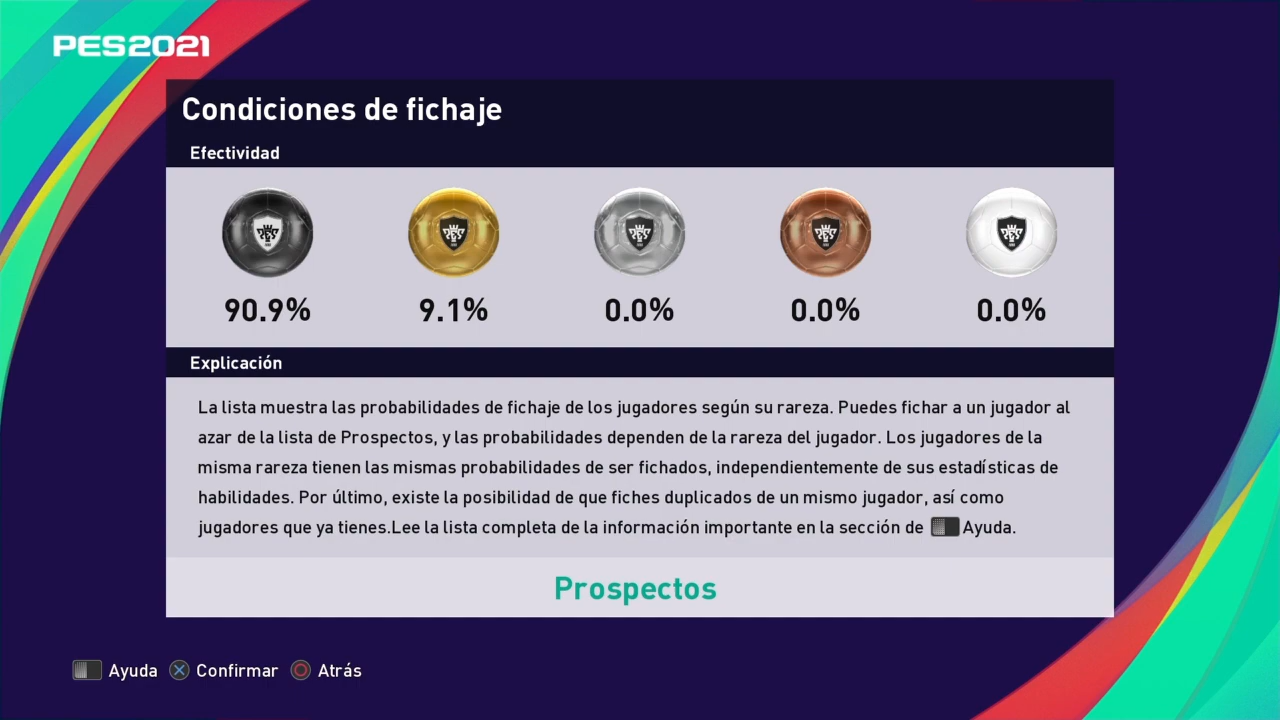 PES2021
Condiciones de fichaje
Efectividad
90.9% 9.1% 0.0% 0.0% 0.0%
Explicación
La lista muestra las probabilidades de fichaje de los jugadores según su rareza. Puedes fichar a un jugador al
azar de la lista de Prospectos, y las probabilidades dependen de la rareza del jugador. Los jugadores de la
misma rareza tienen las mismas probabilidades de ser fichados, independientemente de sus estadísticas de
habilidades. Por último, existe la posibilidad de que fiches duplicados de un mismo jugador, así como
jugadores que ya tienes.Lee la lista completa de la información importante en la sección de Ayuda.
Prospectos
Ayuda Confirmar Atrás